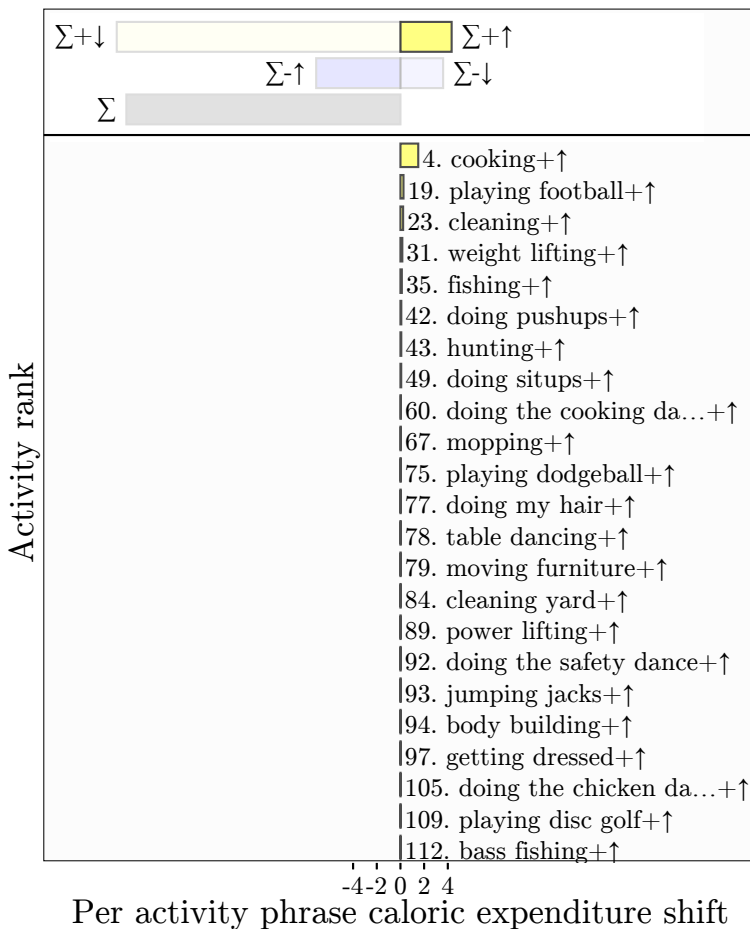 Σ+↓ Σ+↑
Σ-↑ Σ-↓
Σ
4. cooking+↑
19. playing football+↑
23. cleaning+↑
31. weight lifting+↑
35. fishing+↑
42. doing pushups+↑
43. hunting+↑
49. doing situps+↑
60. doing the cooking da...+↑
67. mopping+↑
75. playing dodgeball+↑
77. doing my hair+↑
78. table dancing+↑
79. moving furniture+↑
84. cleaning yard+↑
89. power lifting+↑
92. doing the safety dance+↑
93. jumping jacks+↑
94. body building+↑
97. getting dressed+↑
105. doing the chicken da...+↑
109. playing disc golf+↑
112. bass fishing+↑
Activity rank
-4 -2 0 2 4
Per activity phrase caloric expenditure shift